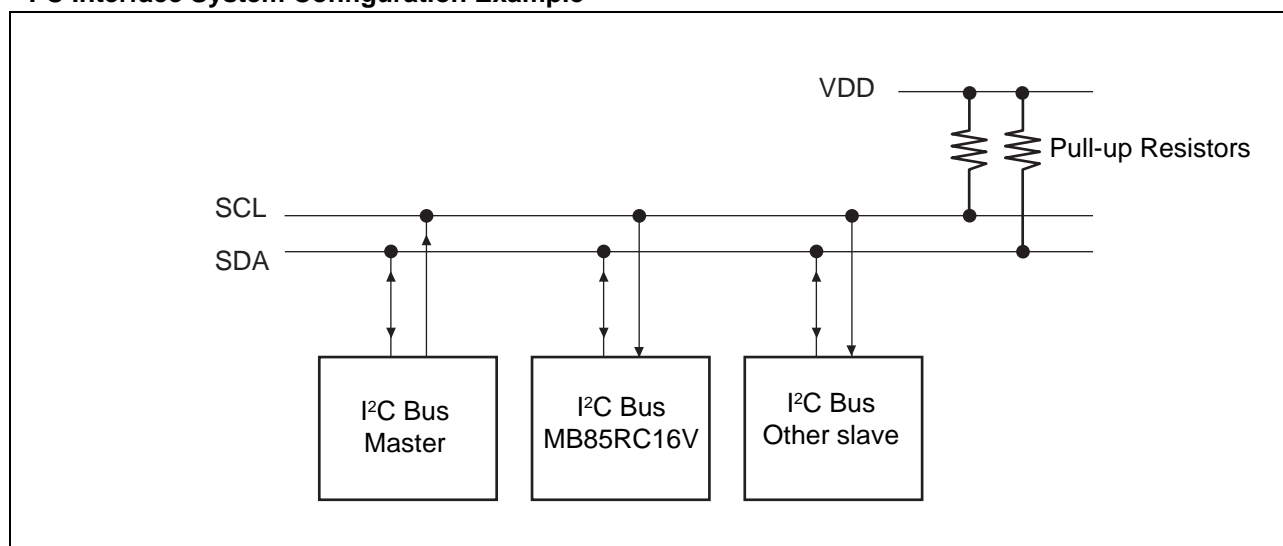 VDD
Pull-up Resistors
SCL
SDA
I²C Bus
Master
I²C Bus
MB85RC16V
I²C Bus
Other slave